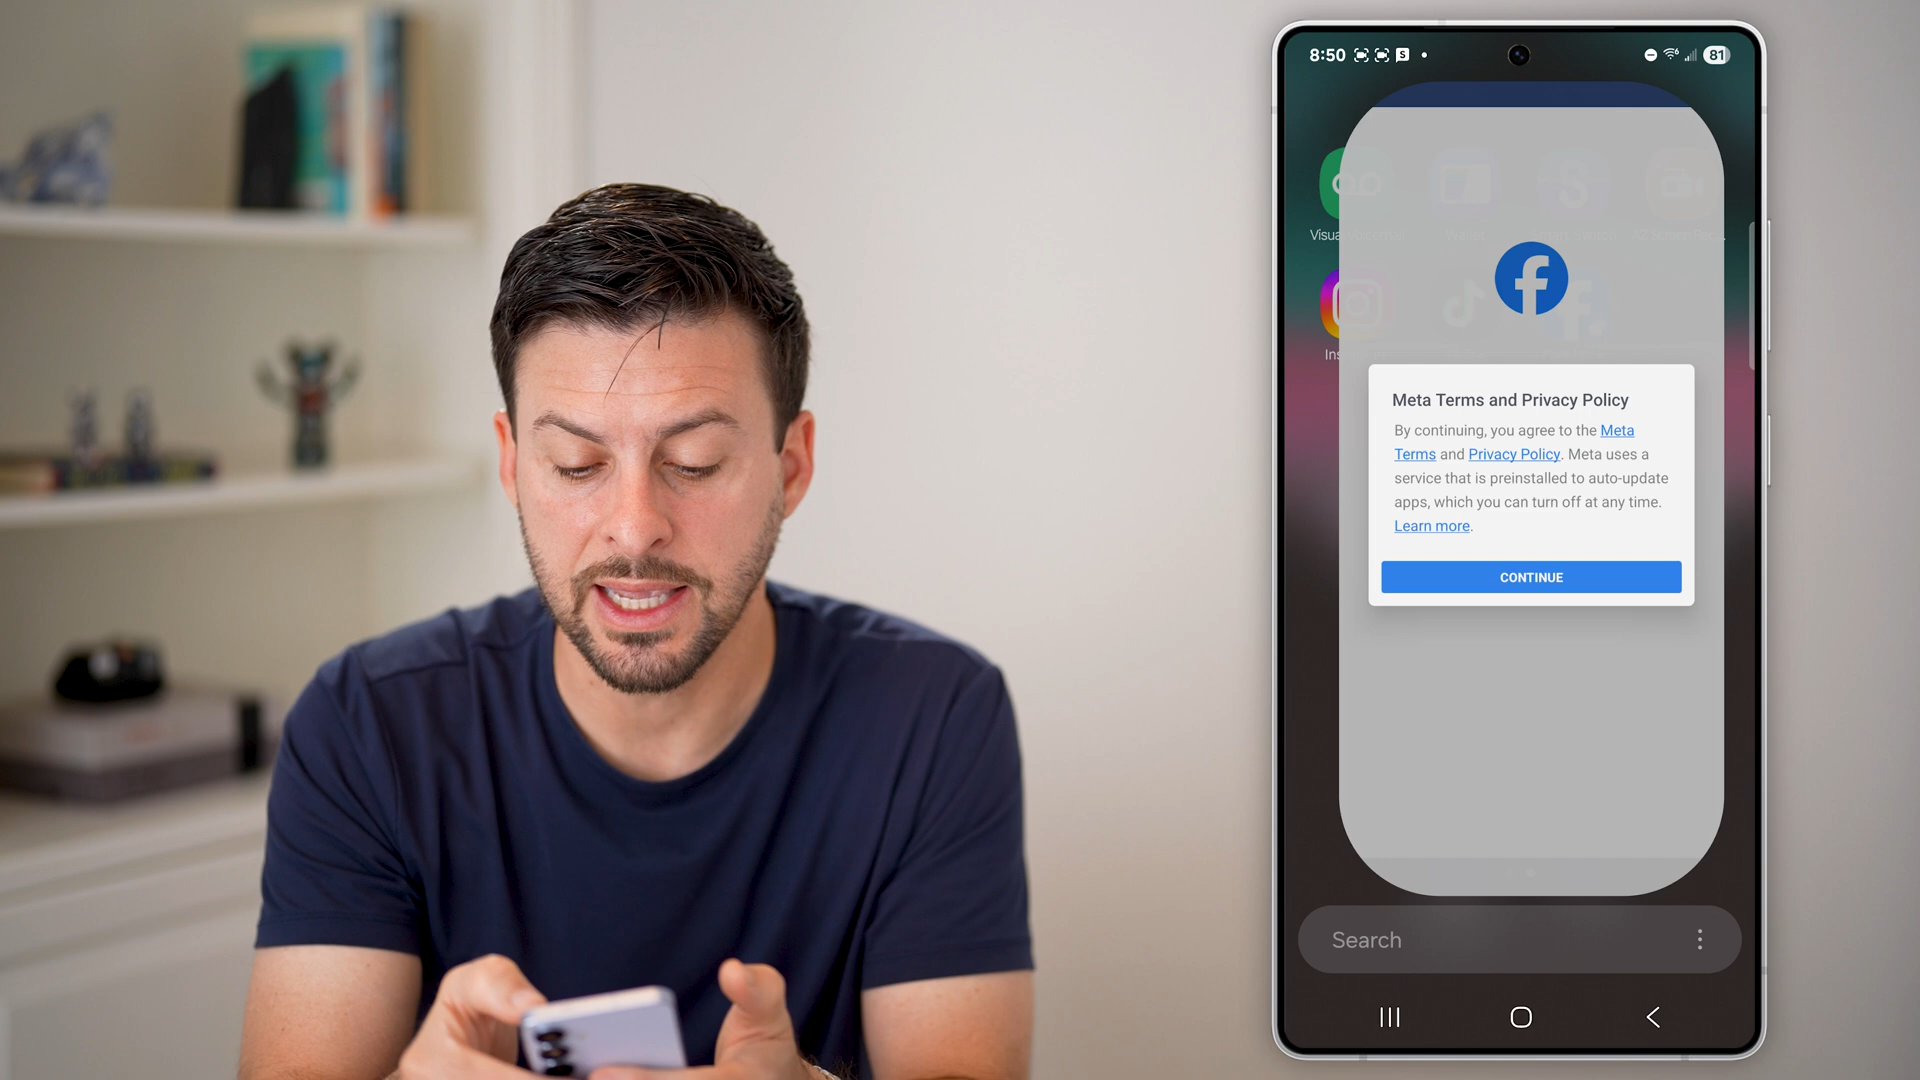 8:50
81
Visua
Ins
Meta Terms and Privacy Policy
By continuing, you agree to the Meta
Terms and Privacy Policy. Meta uses a
service that is preinstalled to auto-update
apps, which you can turn off at any time.
Learn more.
CONTINUE
Search